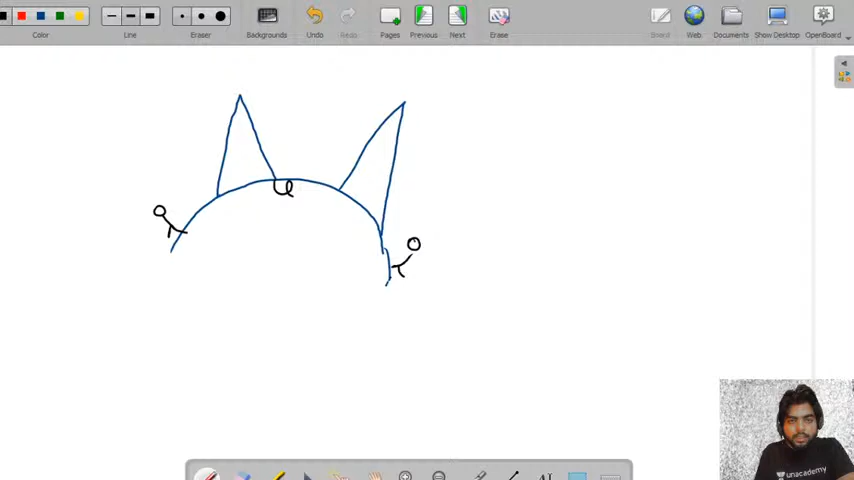 Color
Line
Eraser
Backgrounds
Undo
Redo
Pages
Previous
Next
Erase
Board
Web
Documents
Show Desktop
OpenBoard
unacademy